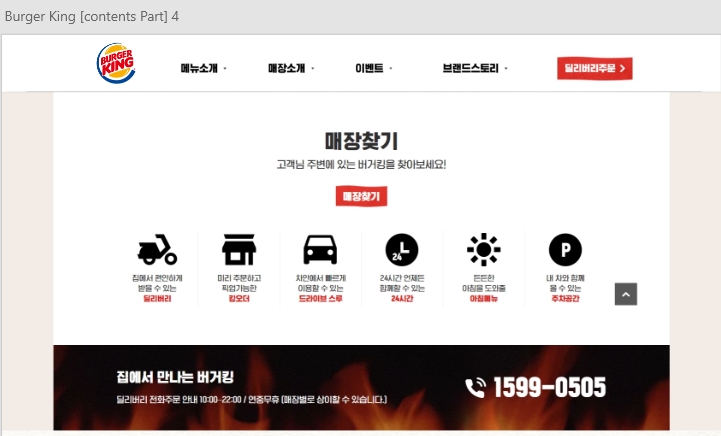 Burger King [contents Part] 4
BURGER
KING
메뉴소개
매장소개
이벤트
브랜드스토리
딜리버리주문
매장찾기
고객님 주변에 있는 버거킹을 찾아보세요!
매장찾기
집에서 편안하게
받을 수 있는
딜리버리
미리 주문하고
픽업가능한
킹오더
차안에서 빠르게
이용할 수 있는
드라이브 스루
24
24시간 언제든
함께할 수 있는
24시간
든든한
아침을 도와줄
아침메뉴
P
내 차와 함께
올 수 있는
주차공간
집에서 만나는 버거킹
딜리버리 전화주문 안내 10:00-22:00 / 연중무휴 [매장별로 상이할 수 있습니다.]
1599-0505